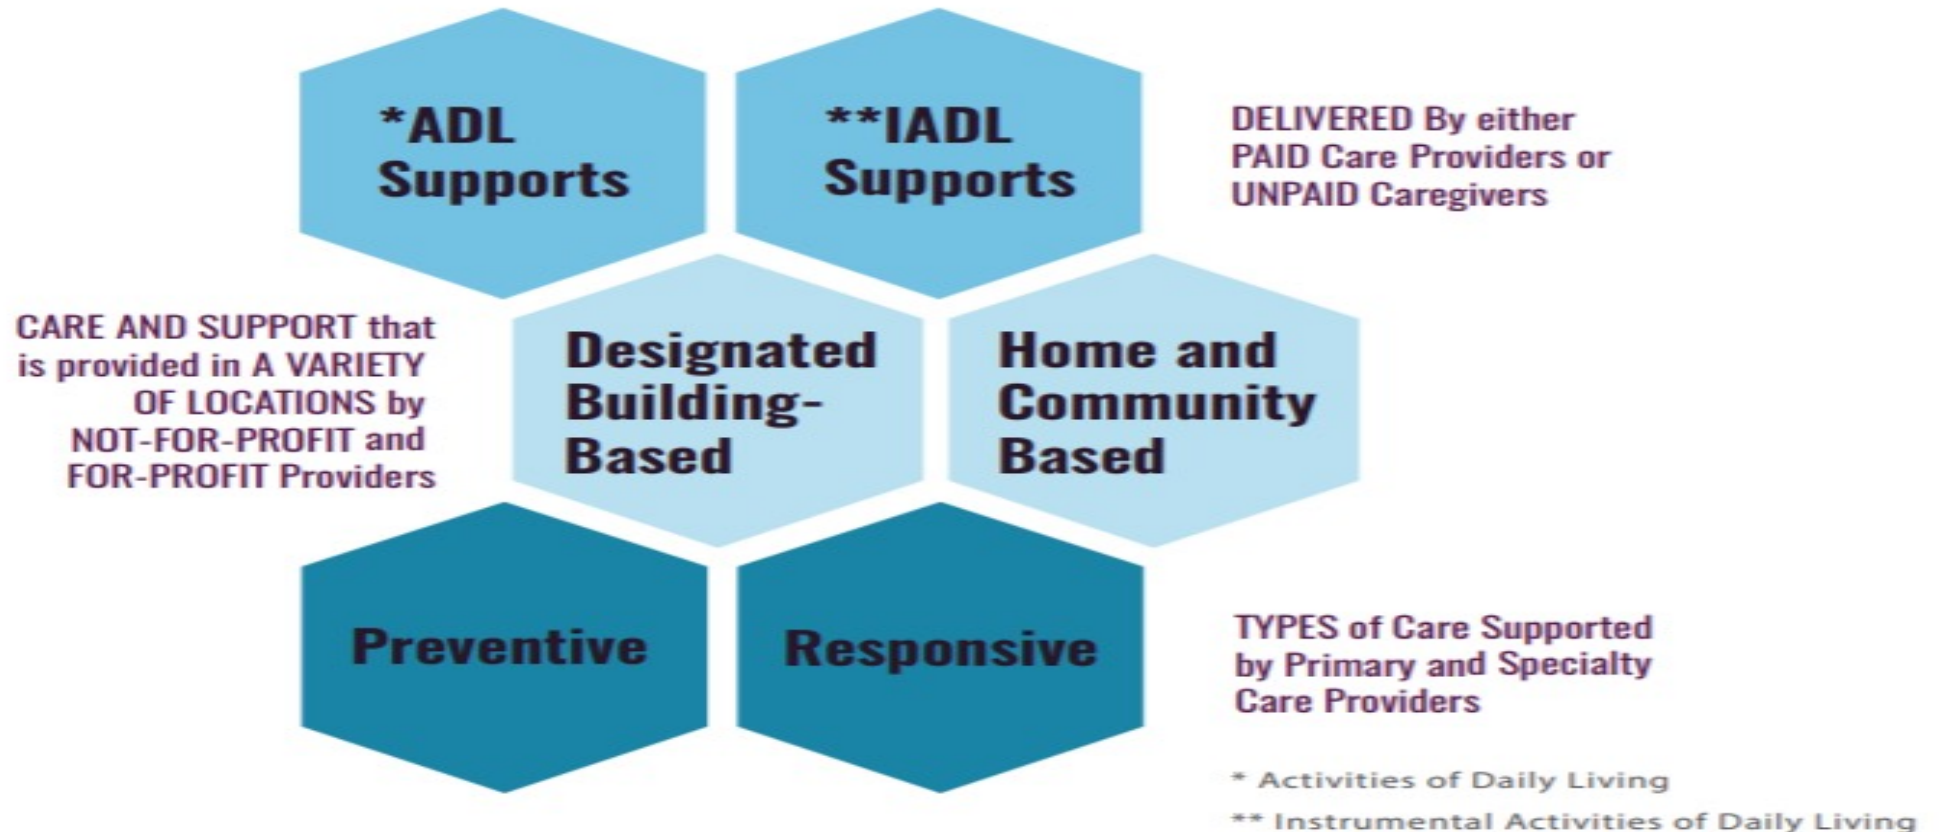 *ADL
Supports
**IADL
Supports
DELIVERED By either
PAID Care Providers or
UNPAID Caregivers
CARE AND SUPPORT that
is provided in A VARIETY
OF LOCATIONS by
NOT-FOR-PROFIT and
FOR-PROFIT Providers
Designated
Building-
Based
Home and
Community
Based
Preventive
Responsive
TYPES of Care Supported
by Primary and Specialty
Care Providers
* Activities of Daily Living
** Instrumental Activities of Daily Living